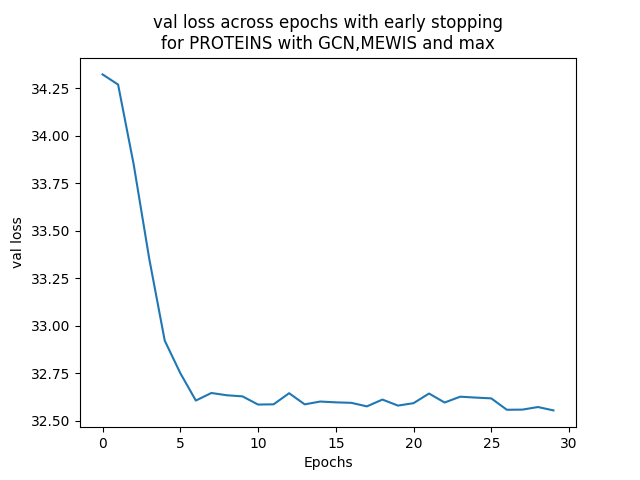 val loss across epochs with early stopping
for PROTEINS with GCN,MEWIS and max
34.25
34.00
33.75
33.50
33.25
33.00
32.75
32.50
val loss
0 5 10 15 20 25 30
Epochs